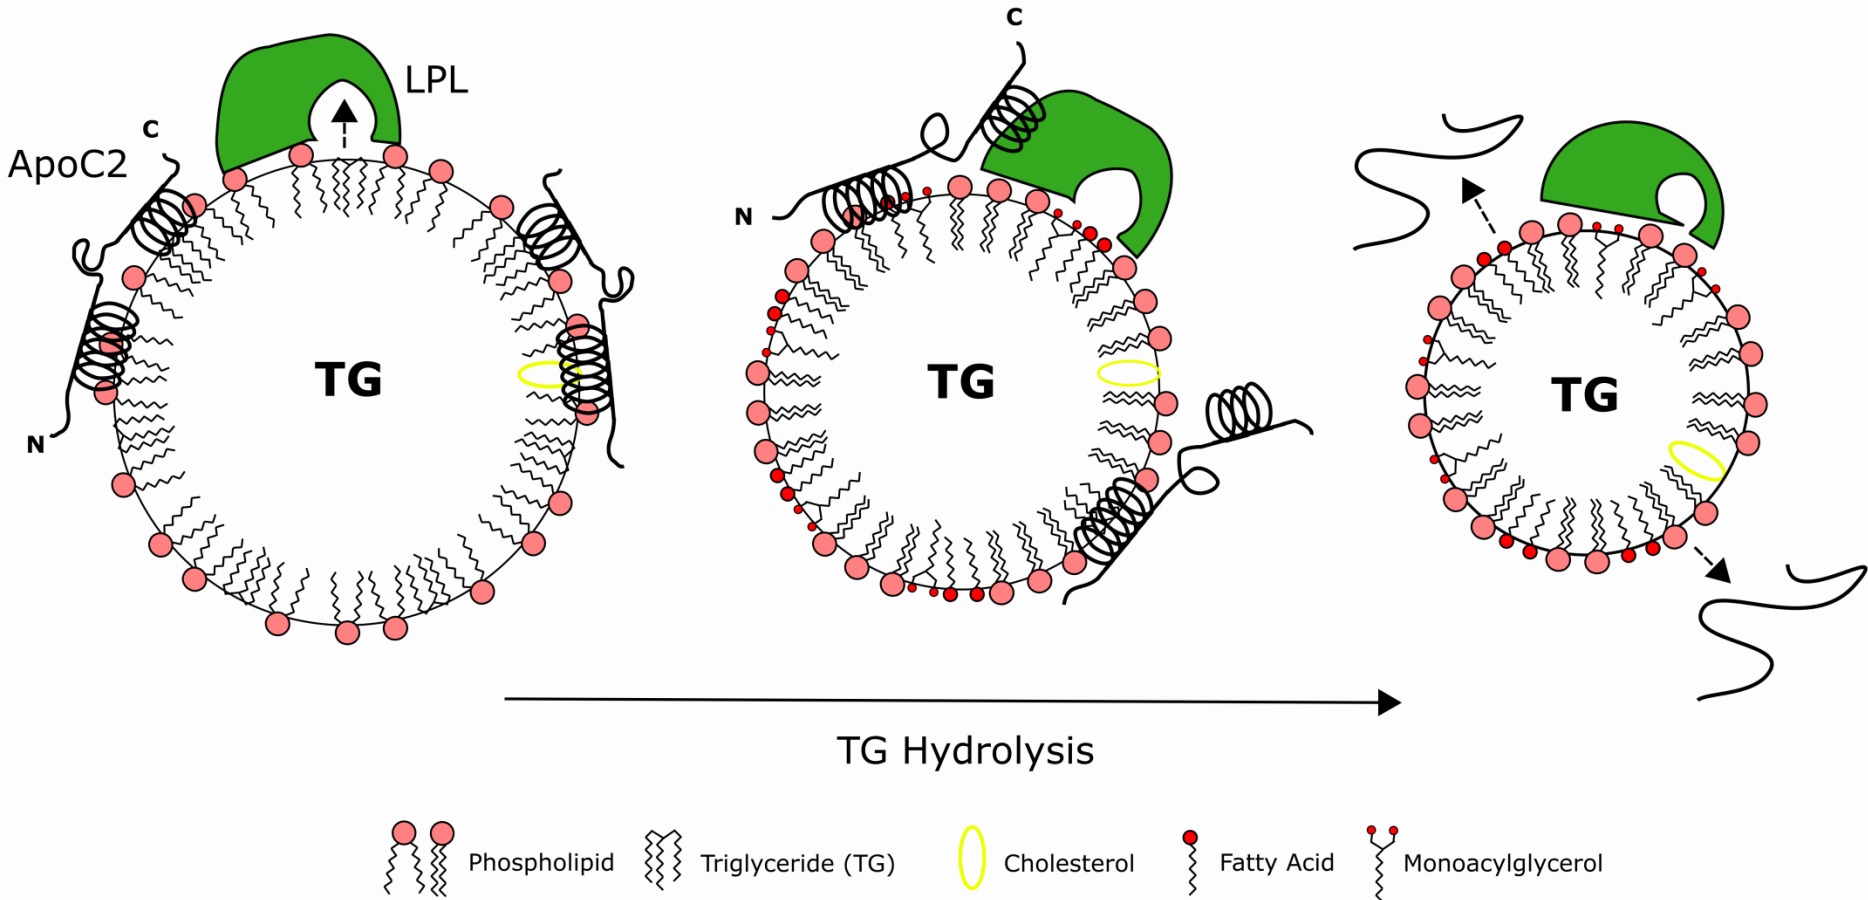 C
LPL
C
ApoC2
N
TG
N
TG
TG
TG Hydrolysis
Phospholipid
Triglyceride (TG)
Cholesterol
Fatty Acid
Monoacylglycerol